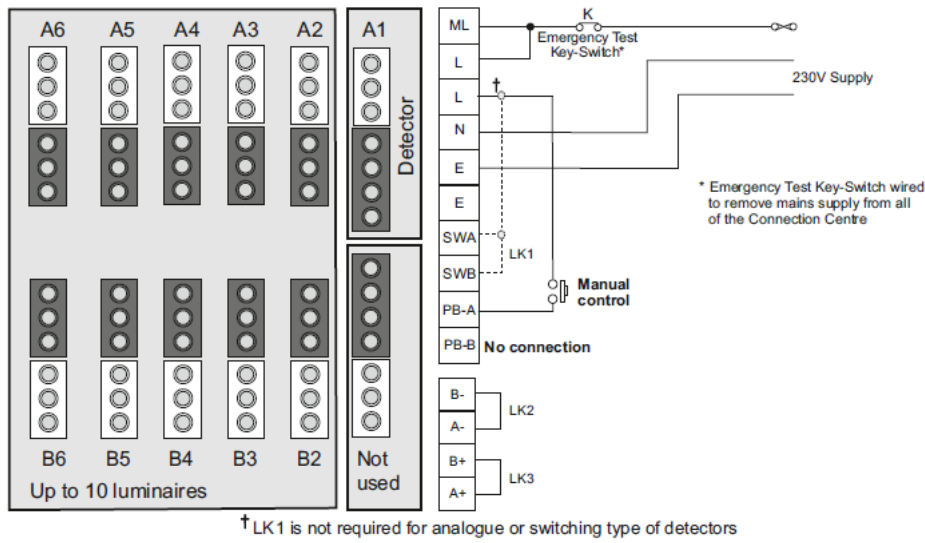 A6 A5 A4 A3 A2 A1
Detector
B6 B5 B4 B3 B2
Up to 10 luminaires
Not
used
ML
L
L
N
E
E
SWA
SWB
PB-A
PB-B
No connection
B-
A-
B+
A+
K
Emergency Test
Key-Switch*
230V Supply
†
* Emergency Test Key-Switch wired
to remove mains supply from all
of the Connection Centre
LK1
Manual
control
LK2
LK3
† LK1 is not required for analogue or switching type of detectors